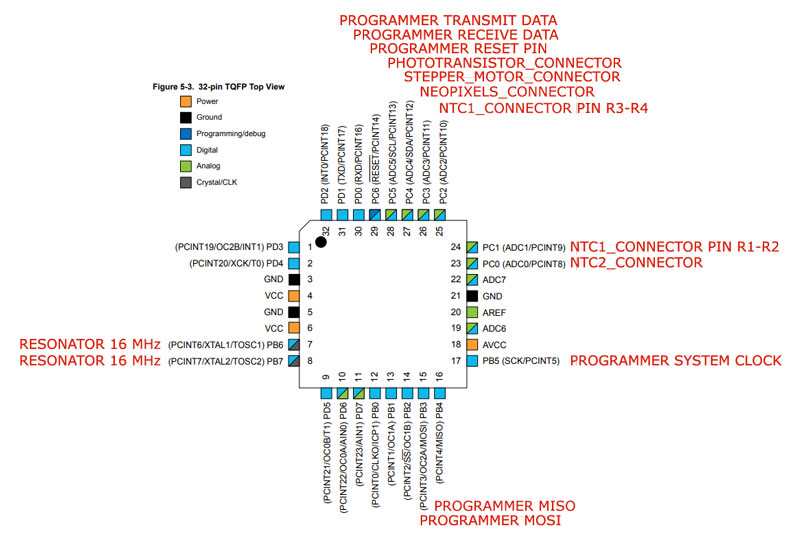 PROGRAMMER TRANSMIT DATA
PROGRAMMER RECEIVE DATA
PROGRAMMER RESET PIN
PHOTOTRANSISTOR_CONNECTOR
STEPPER_MOTOR_CONNECTOR
NEOPIXELS_CONNECTOR
NTC1_CONNECTOR PIN R3-R4
Figure 5-3. 32-pin TQFP Top View
Power
Ground
Programming/debug
Digital
Analog
Crystal/CLK
PD2 (INT0/PCINT18)
PD1 (TXD/PCINT17)
PD0 (RXD/PCINT16)
PC6 (RESET/PCINT14)
PC5 (ADC5/SCL/PCINT13)
PC4 (ADC4/SDA/PCINT12)
PC3 (ADC3/PCINT11)
PC2 (ADC2/PCINT10)
32 31 30 29 28 27 26 25
(PCINT19/OC2B/INT1) PD3 1
(PCINT20/XCK/T0) PD4 2
GND 3
VCC 4
GND 5
VCC 6
RESONATOR 16 MHz (PCINT6/XTAL1/TOSC1) PB6 7
RESONATOR 16 MHz (PCINT7/XTAL2/TOSC2) PB7 8
24 PC1 (ADC1/PCINT9) NTC1_CONNECTOR PIN R1-R2
23 PC0 (ADC0/PCINT8) NTC2_CONNECTOR
22 ADC7
21 GND
20 AREF
19 ADC6
18 AVCC
17 PB5 (SCK/PCINT5) PROGRAMMER SYSTEM CLOCK
9 10 11 12 13 14 15 16
(PCINT21/OC0B/T1) PD5
(PCINT22/OC0A/AIN0) PD6
(PCINT23/AIN1) PD7
(PCINT0/CLKO/ICP1) PB0
(PCINT1/OC1A) PB1
(PCINT2/SS/OC1B) PB2
(PCINT3/OC2A/MOSI) PB3
(PCINT4/MISO) PB4
PROGRAMMER MISO
PROGRAMMER MOSI